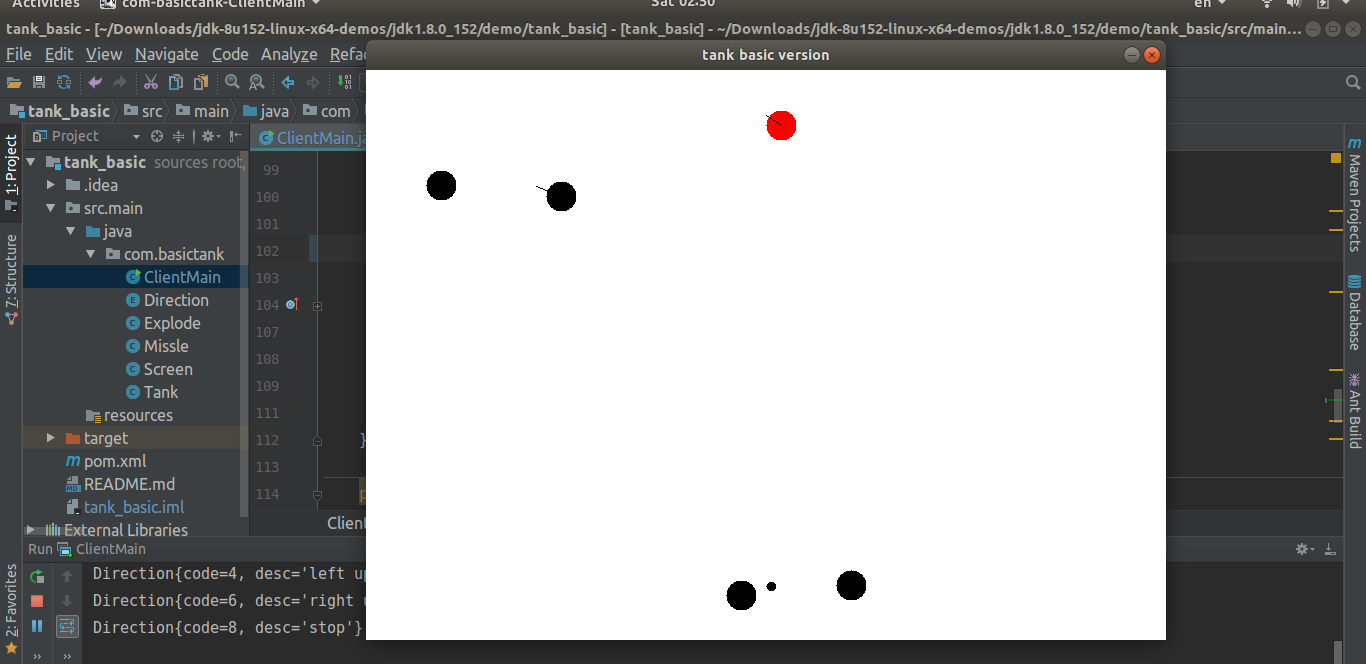 Activities com-basictank-ClientMain Sat 02:50 en
tank_basic - [~/Downloads/jdk-8u152-linux-x64-demos/jdk1.8.0_152/demo/tank_basic] - [tank_basic] - ~/Downloads/jdk-8u152-linux-x64-demos/jdk1.8.0_152/demo/tank_basic/src/main...
File Edit View Navigate Code Analyze Refa
tank basic version
tank_basic src main java com
Project
ClientMain.ja
1: Project
7: Structure
2: Favorites
tank_basic sources root,
.idea
src.main
java
com.basictank
ClientMain
Direction
Explode
Missle
Screen
Tank
resources
target
pom.xml
README.md
tank_basic.iml
External Libraries
99
100
101
102
103
104
107
108
109
111
112 }
113
114 p
Client
Maven Projects
Database
Ant Build
Run ClientMain
Direction{code=4, desc='left up
Direction{code=6, desc='right u
Direction{code=8, desc='stop'}